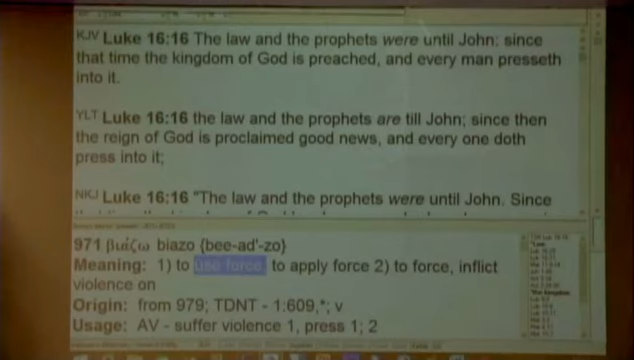 KJV Luke 16:16 The law and the prophets were until John: since
that time the kingdom of God is preached, and every man presseth
into it.
YLT Luke 16:16 the law and the prophets are till John; since then
the reign of God is proclaimed good news, and every one doth
press into it;
NKJ Luke 16:16 "The law and the prophets were until John. Since
971 βιάζω biazo {bee-ad'-zo}
Meaning: 1) to use force, to apply force 2) to force, inflict
violence on
Origin: from 979; TDNT - 1:609,*; v
Usage: AV - suffer violence 1, press 1; 2